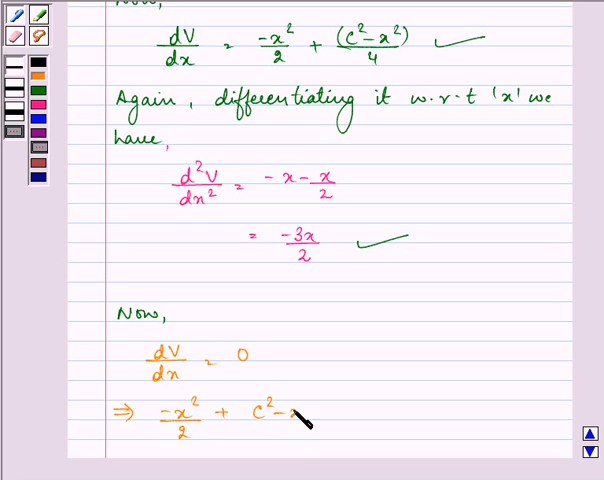 Now,
dV/dx = -x²/2 + (c² - x²)/4
Again, differentiating it w.r.t 'x' we
have,
d²V/dx² = -x - x/2
= -3x/2
Now,
dV/dx = 0
⇒ -x²/2 + c² -